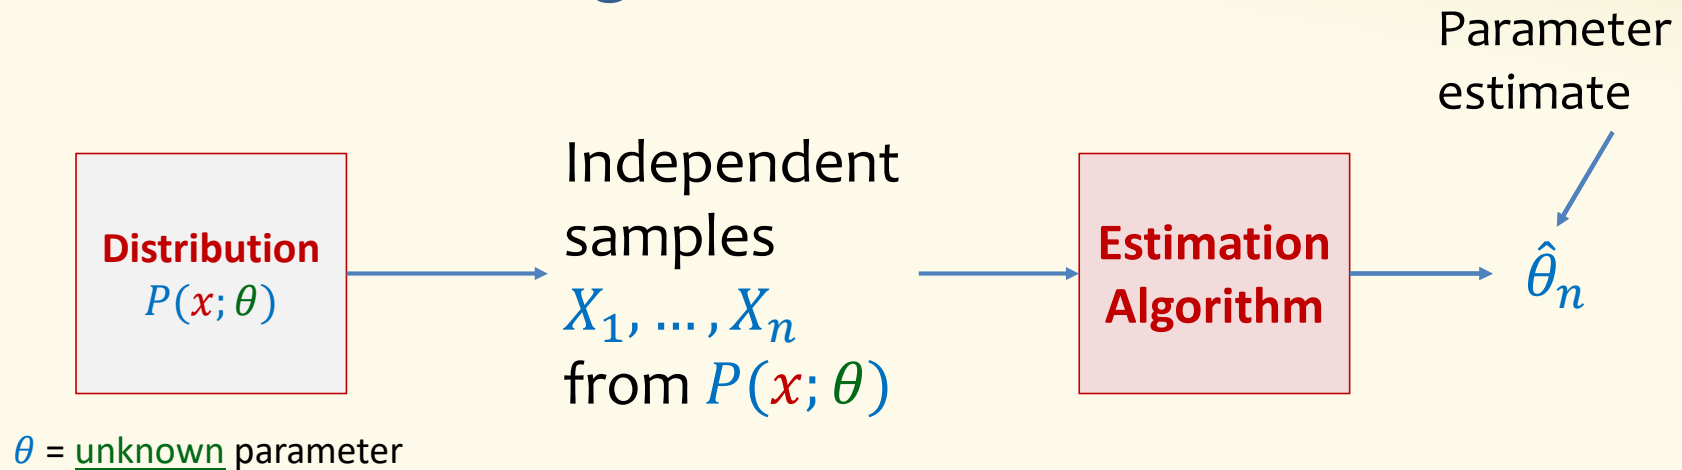 Parameter
estimate
Independent
samples
X₁, … , Xₙ
from P(x; θ)
Distribution
P(x; θ)
Estimation
Algorithm
θ̂ₙ
θ = unknown parameter